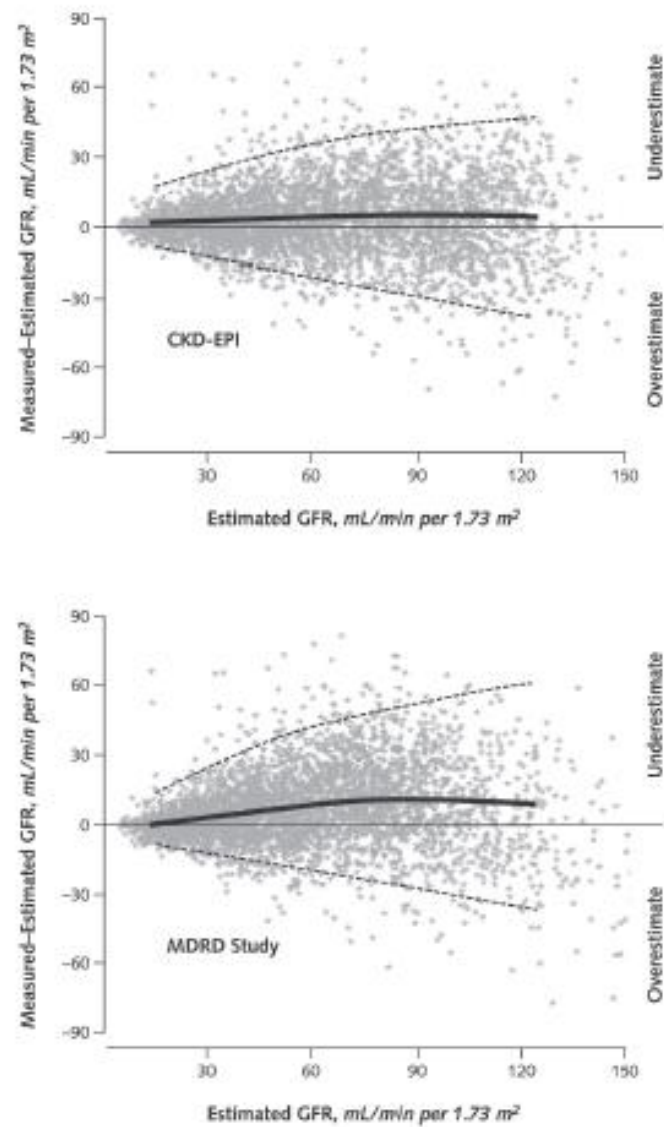 90
60
30
0
−30
−60
−90
Measured–Estimated GFR, mL/min per 1.73 m²
Underestimate
Overestimate
CKD-EPI
30 60 90 120 150
Estimated GFR, mL/min per 1.73 m²
90
60
30
0
−30
−60
−90
Measured–Estimated GFR, mL/min per 1.73 m²
Underestimate
Overestimate
MDRD Study
30 60 90 120 150
Estimated GFR, mL/min per 1.73 m²